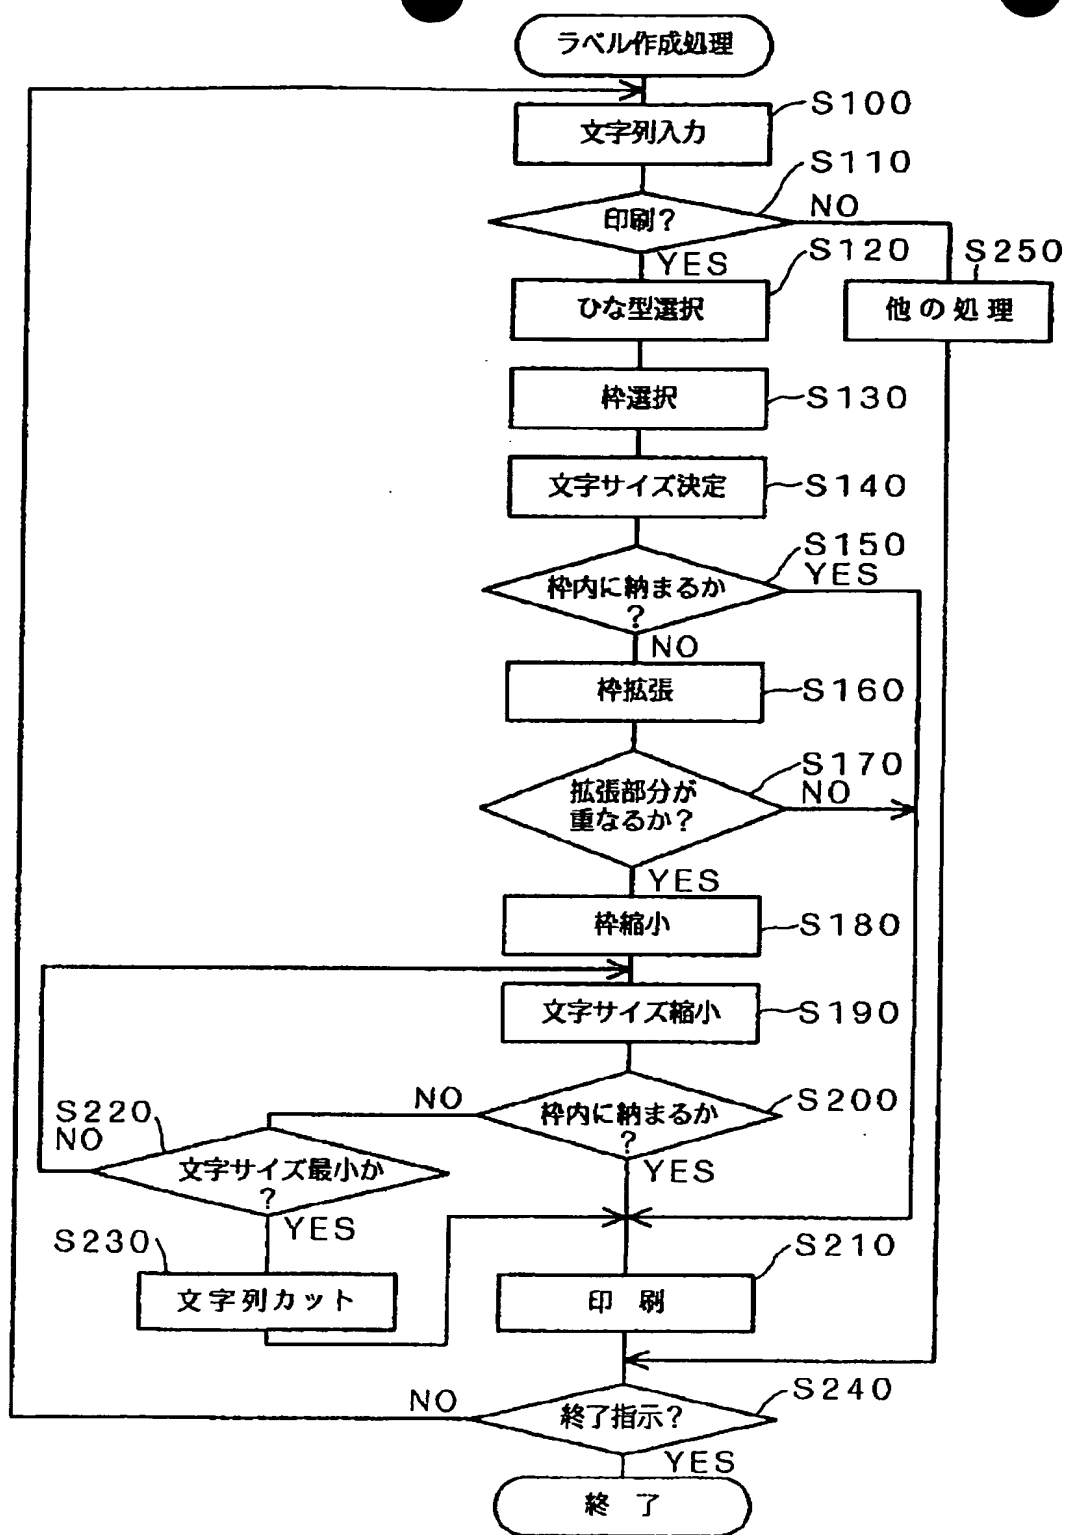 ラベル作成処理
S100
文字列入力
S110
印刷?
NO
YES
S120
S250
ひな型選択
他の処理
枠選択
S130
文字サイズ決定
S140
S150
YES
枠内に納まるか
?
NO
枠拡張
S160
S170
NO
拡張部分が
重なるか?
YES
枠縮小
S180
文字サイズ縮小
S190
NO
S200
枠内に納まるか
?
YES
S220
NO
文字サイズ最小か
?
YES
S230
文字列カット
S210
印 刷
NO
S240
終了指示?
YES
終 了